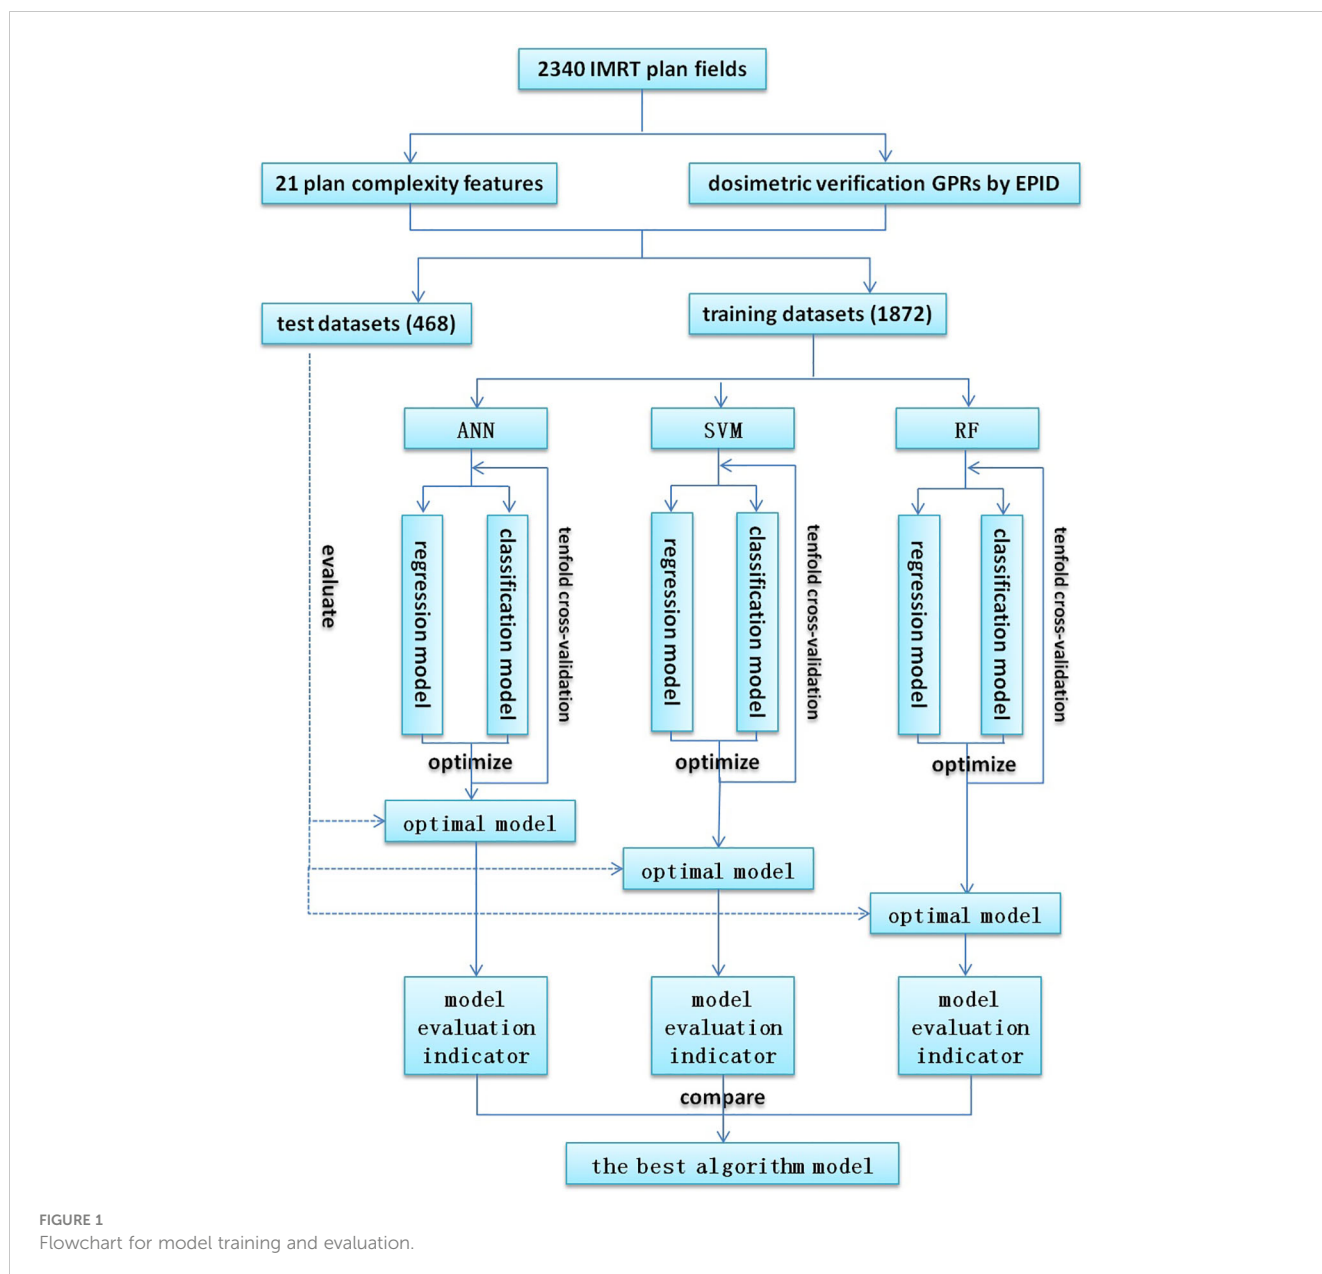 2340 IMRT plan fields
21 plan complexity features
dosimetric verification GPRs by EPID
test datasets (468)
training datasets (1872)
ANN
SVM
RF
evaluate
regression model
classification model
tenfold cross-validation
regression model
classification model
tenfold cross-validation
regression model
classification model
tenfold cross-validation
optimize
optimize
optimize
optimal model
optimal model
optimal model
model
evaluation
indicator
model
evaluation
indicator
model
evaluation
indicator
compare
the best algorithm model
FIGURE 1
Flowchart for model training and evaluation.